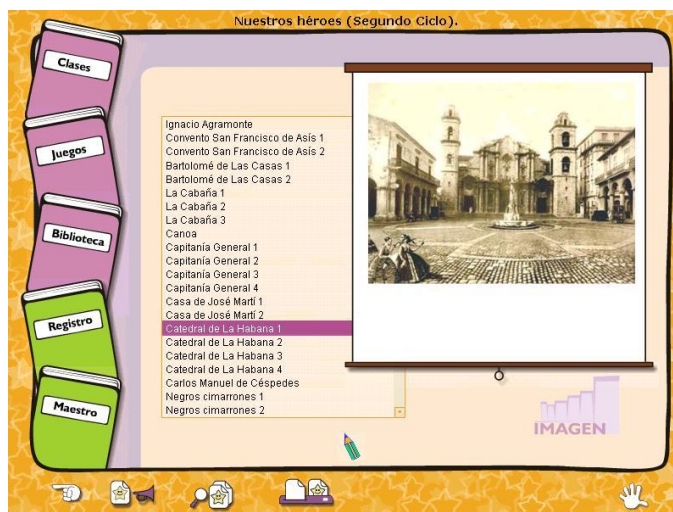 Nuestros héroes (Segundo Ciclo).
Clases
Juegos
Biblioteca
Registro
Maestro
Ignacio Agramonte
Convento San Francisco de Asís 1
Convento San Francisco de Asís 2
Bartolomé de Las Casas 1
Bartolomé de Las Casas 2
La Cabaña 1
La Cabaña 2
La Cabaña 3
Canoa
Capitanía General 1
Capitanía General 2
Capitanía General 3
Capitanía General 4
Casa de José Martí 1
Casa de José Martí 2
Catedral de La Habana 1
Catedral de La Habana 2
Catedral de La Habana 3
Catedral de La Habana 4
Carlos Manuel de Céspedes
Negros cimarrones 1
Negros cimarrones 2
IMAGEN